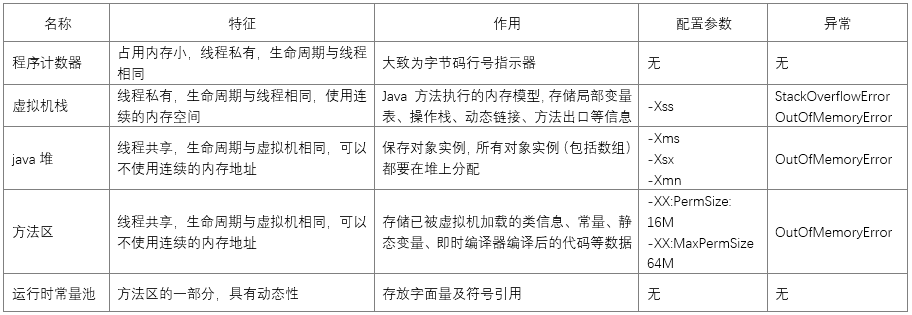 名称 特征 作用 配置参数 异常
程序计数器 占用内存小，线程私有，生命周期与线程相同 大致为字节码行号指示器 无 无
虚拟机栈 线程私有，生命周期与线程相同，使用连续的内存空间 Java 方法执行的内存模型，存储局部变量表、操作栈、动态链接、方法出口等信息 -Xss StackOverflowError OutOfMemoryError
java 堆 线程共享，生命周期与虚拟机相同，可以不使用连续的内存地址 保存对象实例，所有对象实例（包括数组）都要在堆上分配 -Xms -Xsx -Xmn OutOfMemoryError
方法区 线程共享，生命周期与虚拟机相同，可以不使用连续的内存地址 存储已被虚拟机加载的类信息、常量、静态变量、即时编译器编译后的代码等数据 -XX:PermSize: 16M -XX:MaxPermSize 64M OutOfMemoryError
运行时常量池 方法区的一部分，具有动态性 存放字面量及符号引用 无 无